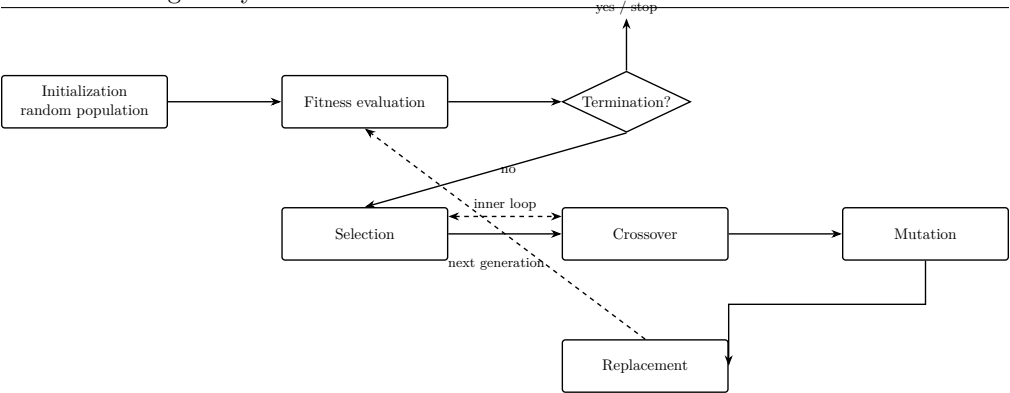 yes / stop
Initialization
random population
Fitness evaluation
Termination?
no
inner loop
Selection
Crossover
Mutation
next generation
Replacement